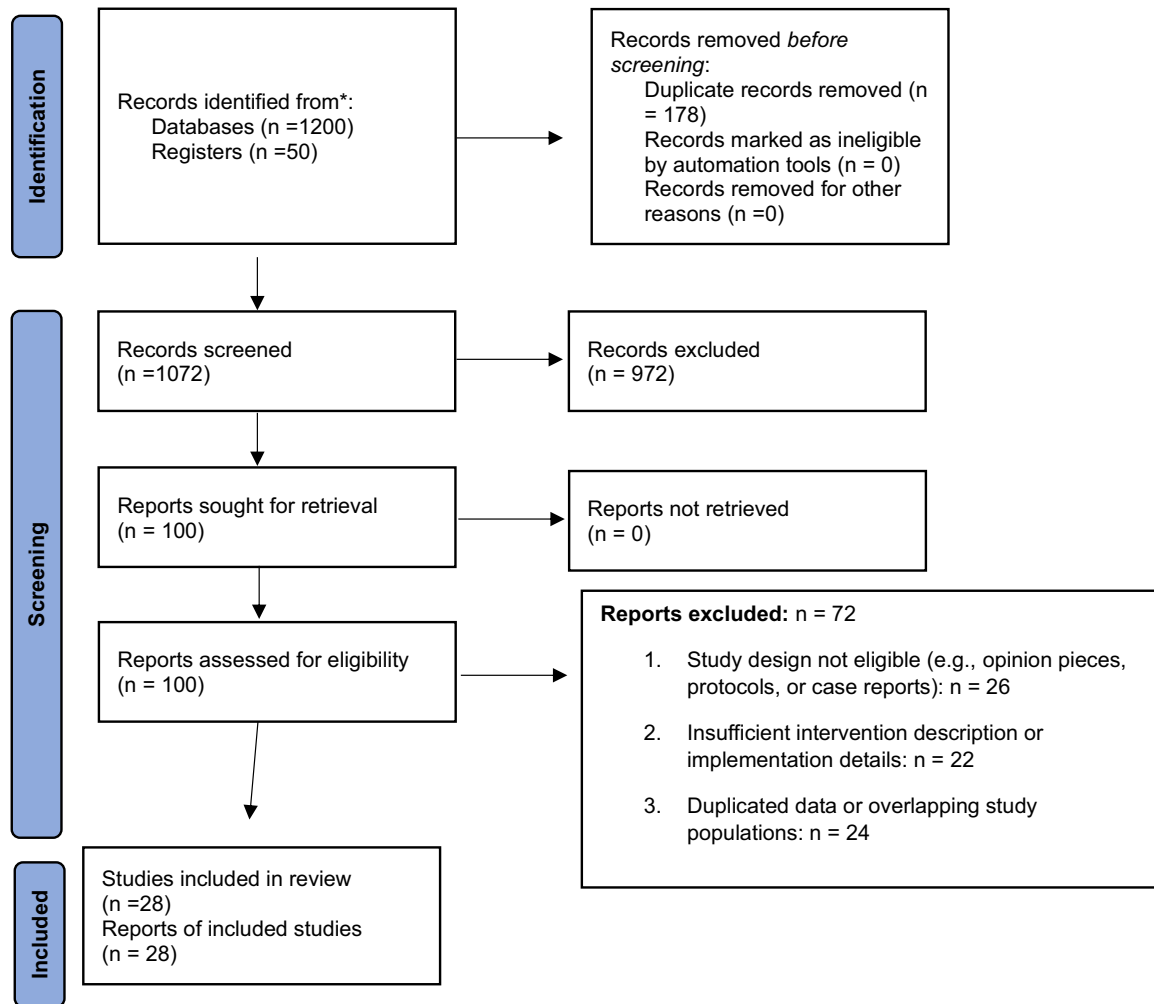 Identification
Records identified from*:
Databases (n =1200)
Registers (n =50)
Records removed before
screening:
Duplicate records removed (n
= 178)
Records marked as ineligible
by automation tools (n = 0)
Records removed for other
reasons (n =0)
Screening
Records screened
(n =1072)
Records excluded
(n = 972)
Reports sought for retrieval
(n = 100)
Reports not retrieved
(n = 0)
Reports assessed for eligibility
(n = 100)
Reports excluded: n = 72
1. Study design not eligible (e.g., opinion pieces,
protocols, or case reports): n = 26
2. Insufficient intervention description or
implementation details: n = 22
3. Duplicated data or overlapping study
populations: n = 24
Included
Studies included in review
(n =28)
Reports of included studies
(n = 28)